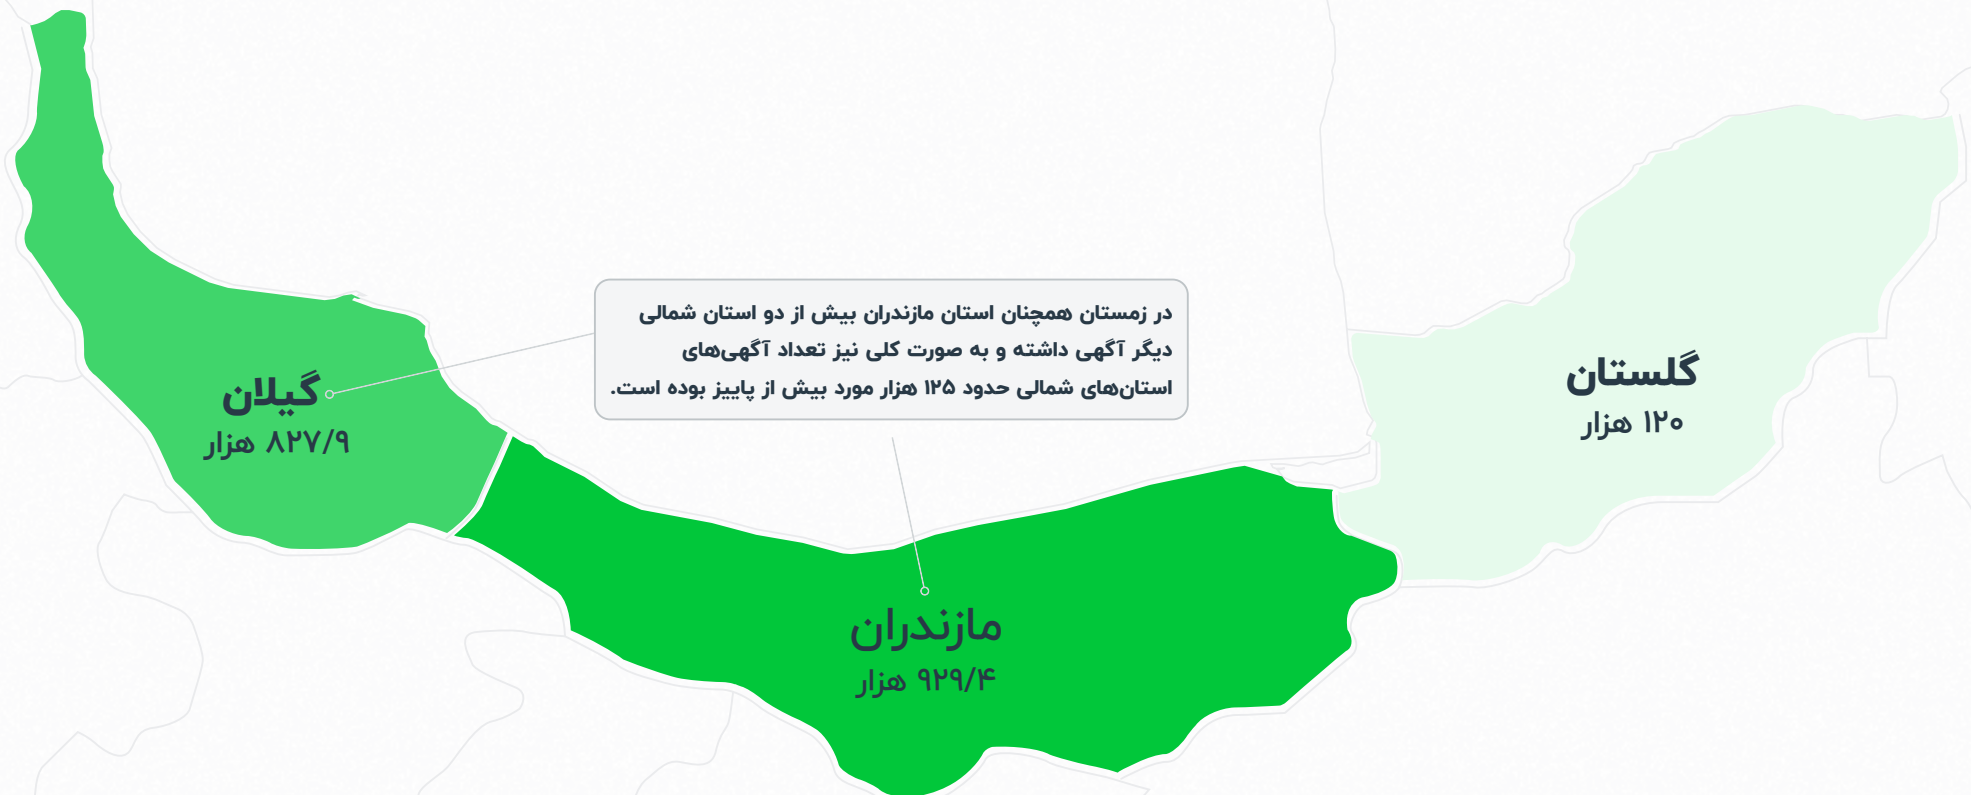 در زمستان همچنان استان مازندران بیش از دو استان شمالی
دیگر آگهی داشته و به صورت کلی نیز تعداد آگهی‌های
استان‌های شمالی حدود ۱۲۵ هزار مورد بیش از پاییز بوده است.
گلستان
۱۲۰ هزار
گیلان
۸۲۷/۹ هزار
مازندران
۹۲۹/۴ هزار